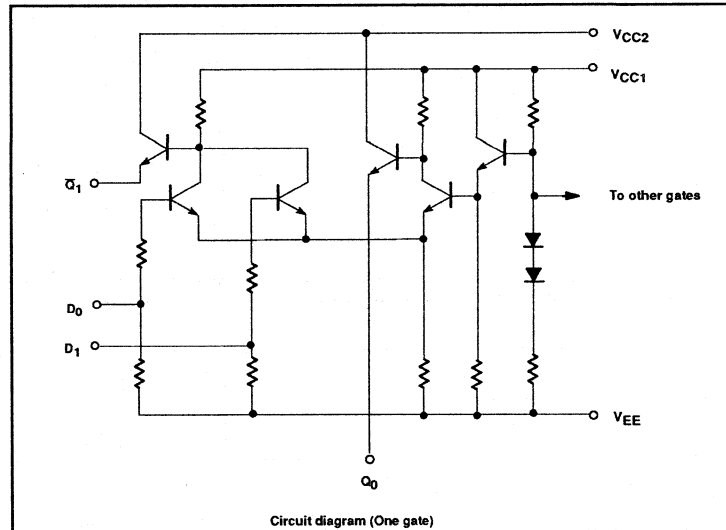 VCC2
VCC1
Q̅1
To other gates
D0
D1
VEE
Q0
Circuit diagram (One gate)